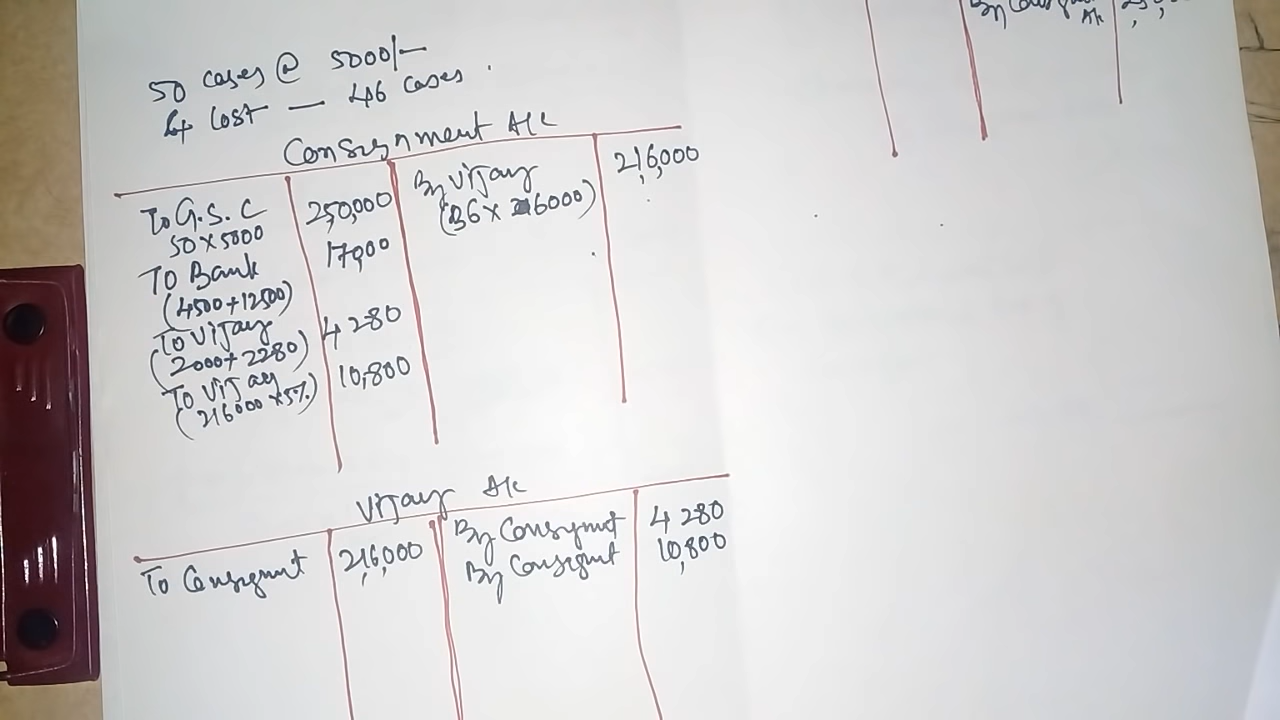 50 cases @ 5000/-
4 lost — 46 cases
Consignment A/c
To G.S.C 250,000
50 x 5000
To Bank 17,000
(4500+12500)
To Vijay 4280
(2000+2280)
To Vijay 10,800
(216000 x 5%)
By Vijay 216,000
(36 x 6000)
Vijay A/c
To Consignmt 216,000
By Consignmt 4280
By Consignmt 10,800
A/c